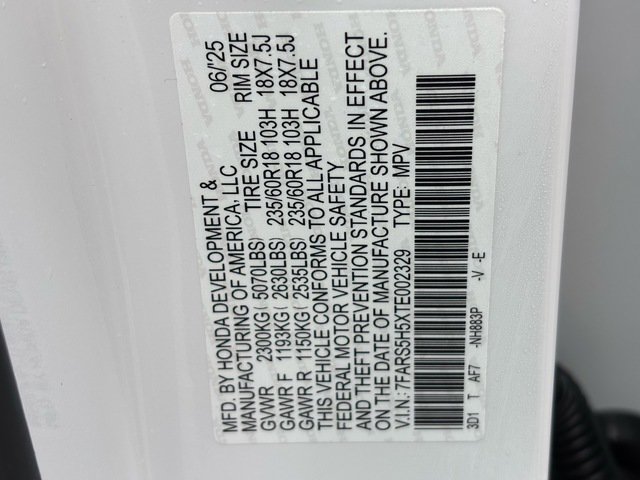 MFD. BY HONDA DEVELOPMENT & 06/'25
MANUFACTURING OF AMERICA, LLC
TIRE SIZE RIM SIZE
GVWR 2300KG( 5070LBS)
GAWR F 1193KG( 2630LBS) 235/60R18 103H 18X7.5J
GAWR R 1150KG( 2535LBS) 235/60R18 103H 18X7.5J
THIS VEHICLE CONFORMS TO ALL APPLICABLE
FEDERAL MOTOR VEHICLE SAFETY
AND THEFT PREVENTION STANDARDS IN EFFECT
ON THE DATE OF MANUFACTURE SHOWN ABOVE.
V.I.N: 7FARS5H5XTE002329 TYPE: MPV
3D1 T AF7 -NH883P -V -E